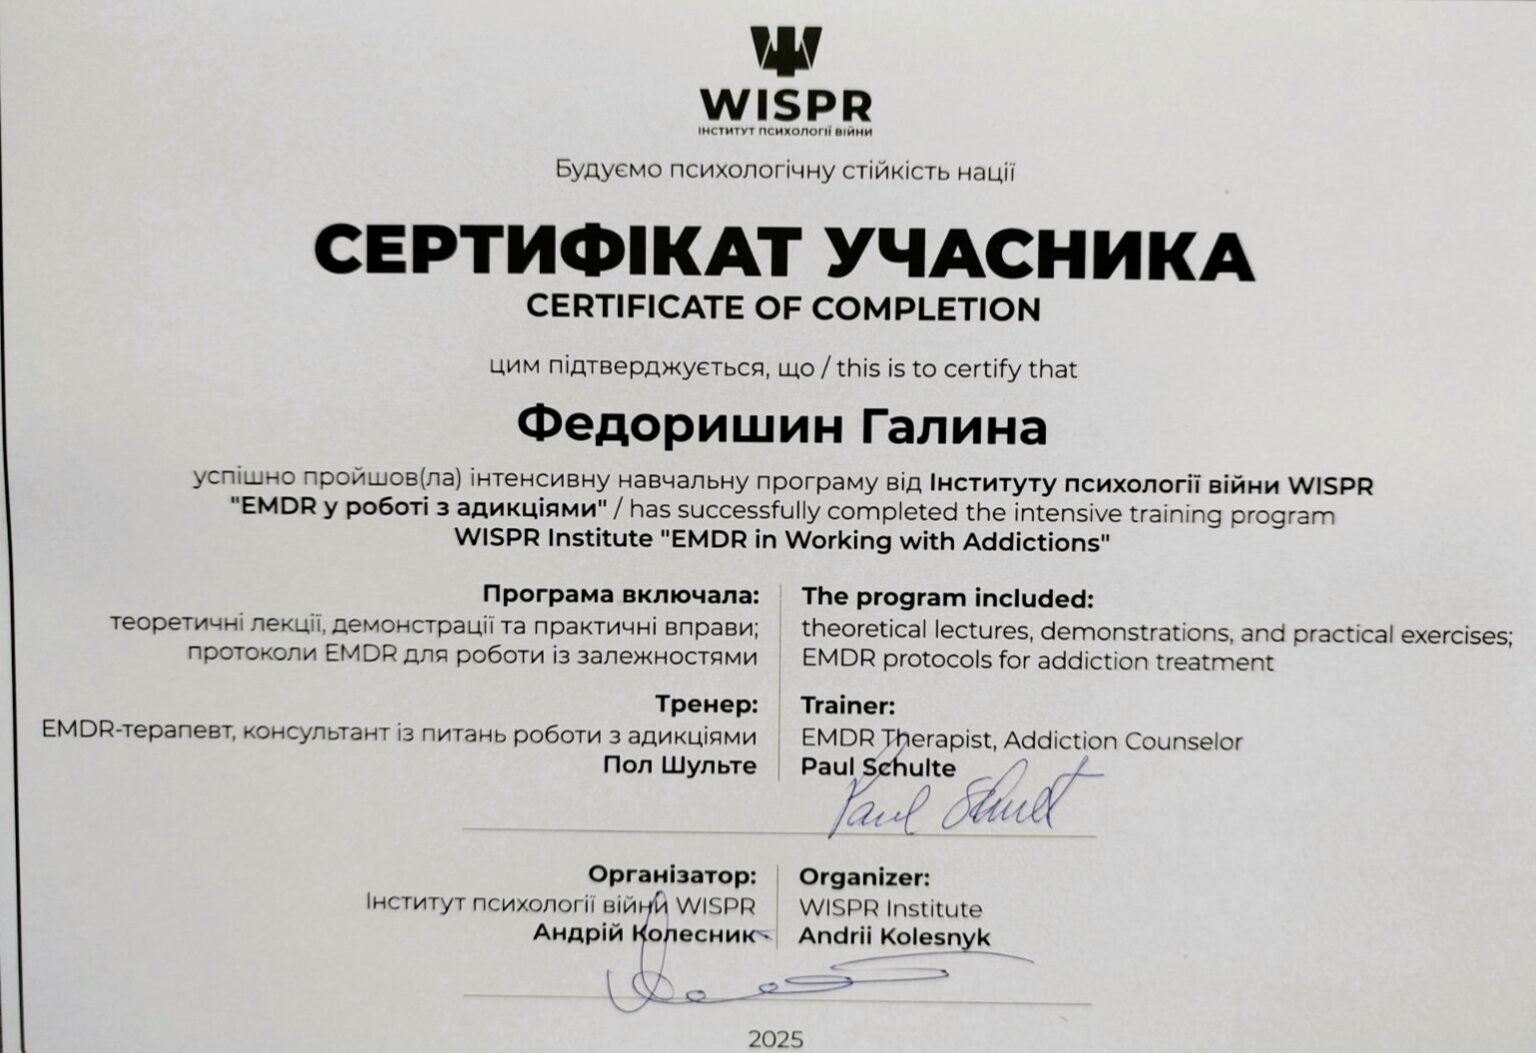 WISPR
ІНСТИТУТ ПСИХОЛОГІЇ ВІЙНИ
Будуємо психологічну стійкість нації
СЕРТИФІКАТ УЧАСНИКА
CERTIFICATE OF COMPLETION
цим підтверджується, що / this is to certify that
Федоришин Галина
успішно пройшов(ла) інтенсивну навчальну програму від Інституту психології війни WISPR
"EMDR у роботі з адикціями" / has successfully completed the intensive training program
WISPR Institute "EMDR in Working with Addictions"
Програма включала:
теоретичні лекції, демонстрації та практичні вправи;
протоколи EMDR для роботи із залежностями
The program included:
theoretical lectures, demonstrations, and practical exercises;
EMDR protocols for addiction treatment
Тренер:
EMDR-терапевт, консультант із питань роботи з адикціями
Пол Шульте
Trainer:
EMDR Therapist, Addiction Counselor
Paul Schulte
Організатор:
Інститут психології війни WISPR
Андрій Колесник
Organizer:
WISPR Institute
Andrii Kolesnyk
2025